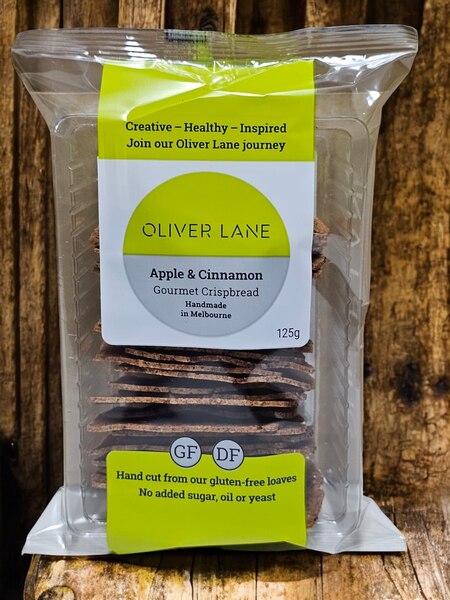 Creative – Healthy – Inspired
Join our Oliver Lane journey
OLIVER LANE
Apple & Cinnamon
Gourmet Crispbread
Handmade
in Melbourne
125g
GF DF
Hand cut from our gluten-free loaves
No added sugar, oil or yeast